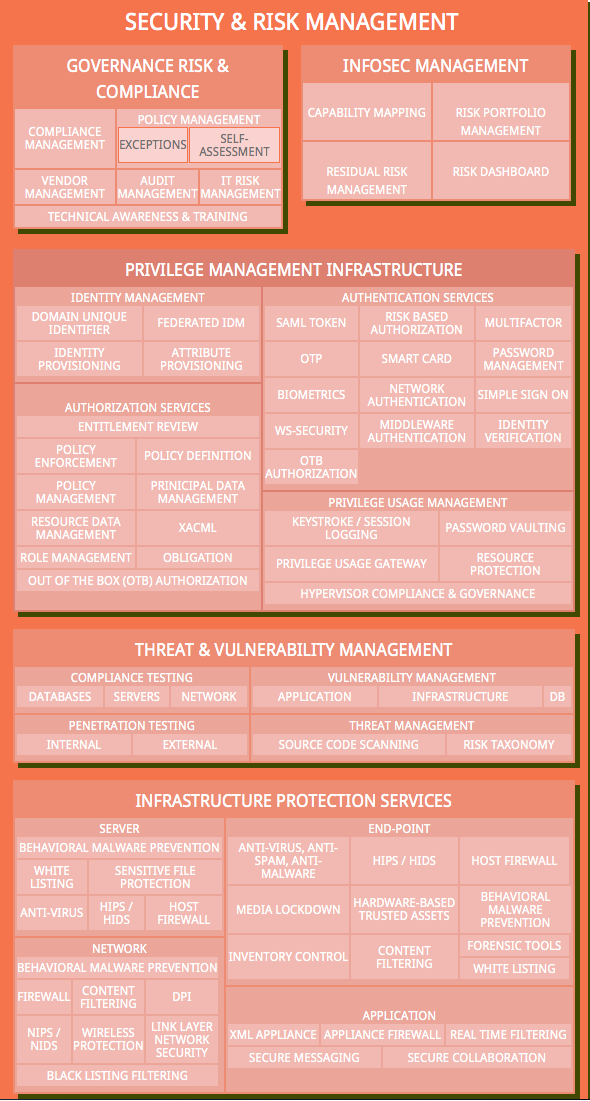 SECURITY & RISK MANAGEMENT
GOVERNANCE RISK &
COMPLIANCE
COMPLIANCE
MANAGEMENT
POLICY MANAGEMENT
EXCEPTIONS
SELF-
ASSESSMENT
VENDOR
MANAGEMENT
AUDIT
MANAGEMENT
IT RISK
MANAGEMENT
TECHNICAL AWARENESS & TRAINING
INFOSEC MANAGEMENT
CAPABILITY MAPPING
RISK PORTFOLIO
MANAGEMENT
RESIDUAL RISK
MANAGEMENT
RISK DASHBOARD
PRIVILEGE MANAGEMENT INFRASTRUCTURE
IDENTITY MANAGEMENT
DOMAIN UNIQUE
IDENTIFIER
FEDERATED IDM
IDENTITY
PROVISIONING
ATTRIBUTE
PROVISIONING
AUTHORIZATION SERVICES
ENTITLEMENT REVIEW
POLICY
ENFORCEMENT
POLICY DEFINITION
POLICY
MANAGEMENT
PRINICIPAL DATA
MANAGEMENT
RESOURCE DATA
MANAGEMENT
XACML
ROLE MANAGEMENT
OBLIGATION
OUT OF THE BOX (OTB) AUTHORIZATION
AUTHENTICATION SERVICES
SAML TOKEN
RISK BASED
AUTHORIZATION
MULTIFACTOR
OTP
SMART CARD
PASSWORD
MANAGEMENT
BIOMETRICS
NETWORK
AUTHENTICATION
SIMPLE SIGN ON
WS-SECURITY
MIDDLEWARE
AUTHENTICATION
IDENTITY
VERIFICATION
OTB
AUTHORIZATION
PRIVILEGE USAGE MANAGEMENT
KEYSTROKE / SESSION
LOGGING
PASSWORD VAULTING
PRIVILEGE USAGE GATEWAY
RESOURCE
PROTECTION
HYPERVISOR COMPLIANCE & GOVERNANCE
THREAT & VULNERABILITY MANAGEMENT
COMPLIANCE TESTING
DATABASES
SERVERS
NETWORK
VULNERABILITY MANAGEMENT
APPLICATION
INFRASTRUCTURE
DB
PENETRATION TESTING
INTERNAL
EXTERNAL
THREAT MANAGEMENT
SOURCE CODE SCANNING
RISK TAXONOMY
INFRASTRUCTURE PROTECTION SERVICES
SERVER
BEHAVIORAL MALWARE PREVENTION
WHITE
LISTING
SENSITIVE FILE
PROTECTION
ANTI-VIRUS
HIPS /
HIDS
HOST
FIREWALL
NETWORK
BEHAVIORAL MALWARE PREVENTION
FIREWALL
CONTENT
FILTERING
DPI
NIPS /
NIDS
WIRELESS
PROTECTION
LINK LAYER
NETWORK
SECURITY
BLACK LISTING FILTERING
END-POINT
ANTI-VIRUS, ANTI-
SPAM, ANTI-
MALWARE
HIPS / HIDS
HOST FIREWALL
MEDIA LOCKDOWN
HARDWARE-BASED
TRUSTED ASSETS
BEHAVIORAL
MALWARE
PREVENTION
INVENTORY CONTROL
CONTENT
FILTERING
FORENSIC TOOLS
WHITE LISTING
APPLICATION
XML APPLIANCE
APPLIANCE FIREWALL
REAL TIME FILTERING
SECURE MESSAGING
SECURE COLLABORATION